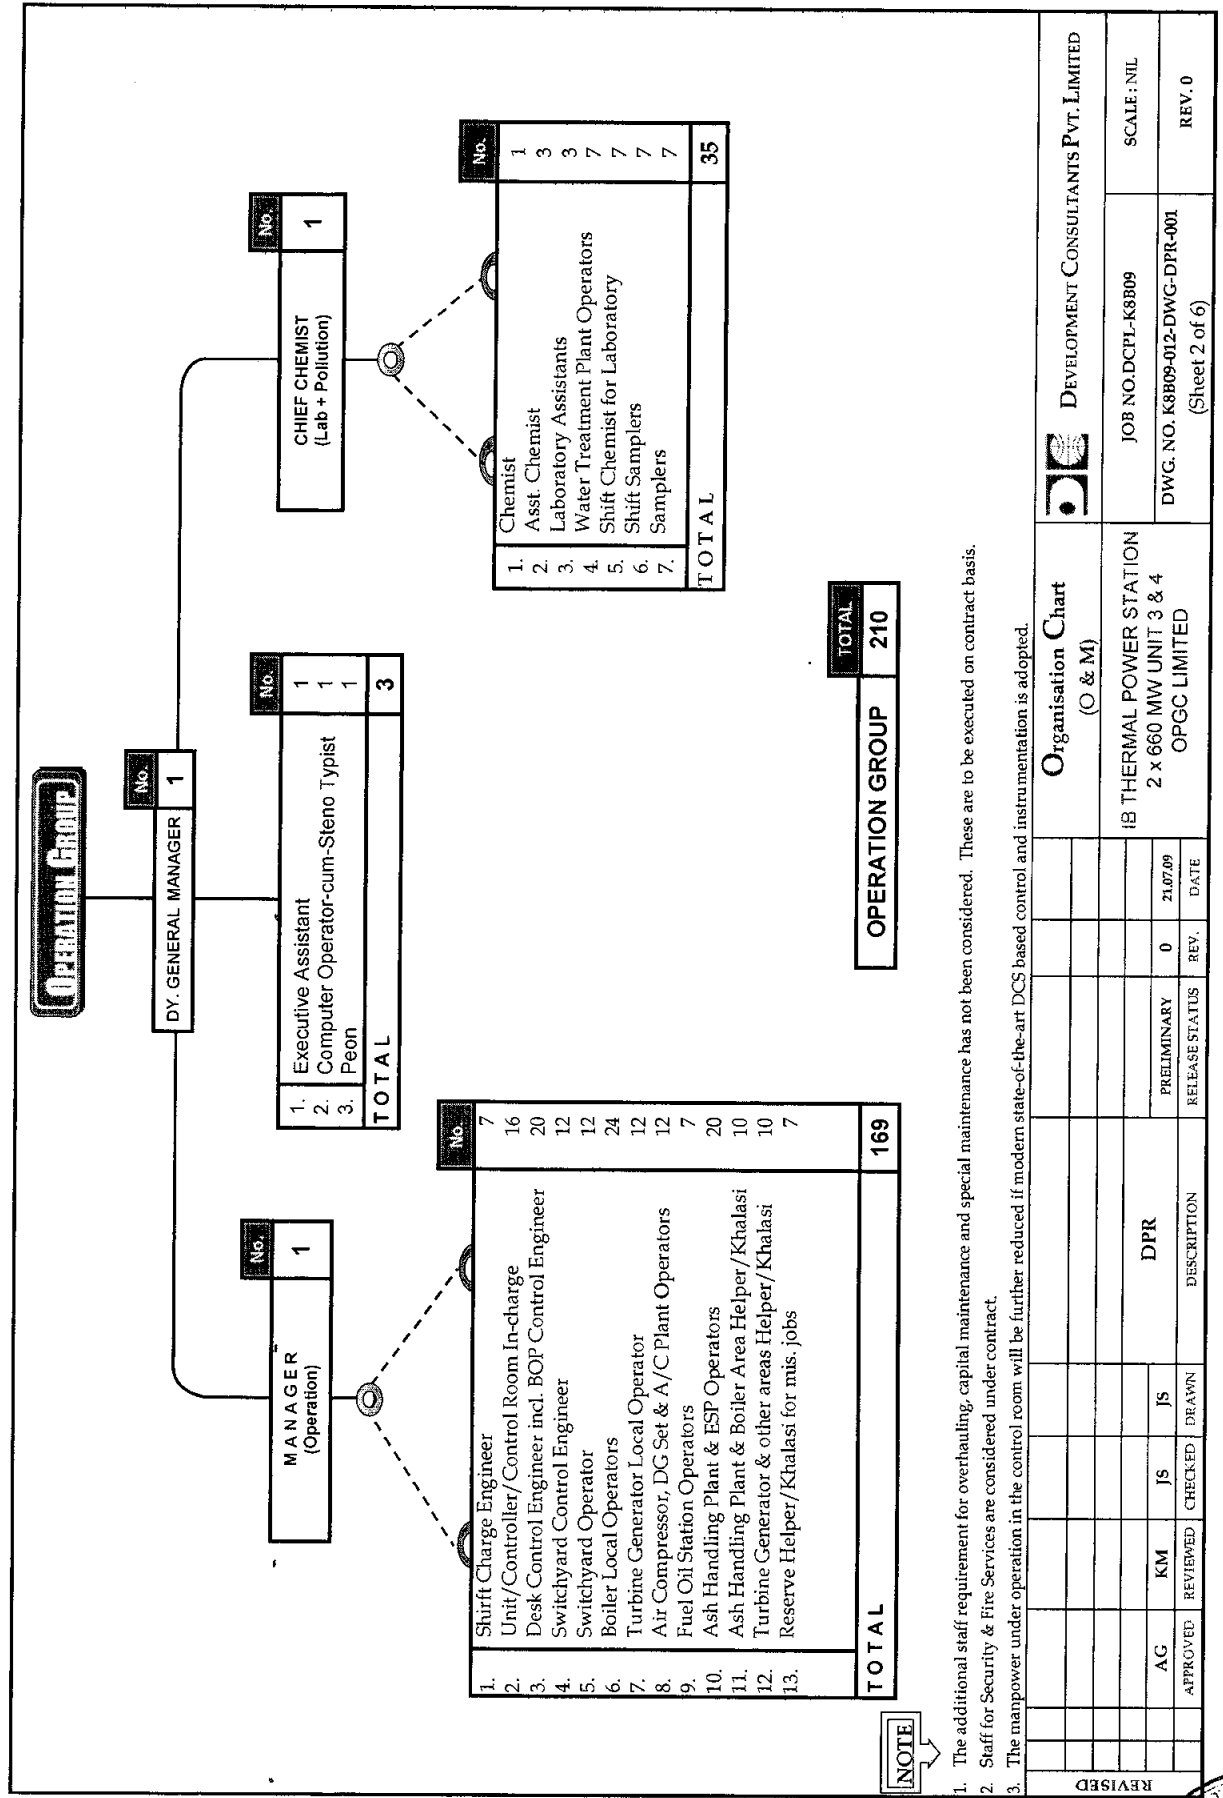 OPERATION GROUP
No.
DY. GENERAL MANAGER 1
No.
MANAGER 1
(Operation)
No.
1. Shirft Charge Engineer 7
2. Unit/Controller/Control Room In-charge 16
3. Desk Control Engineer incl. BOP Control Engineer 20
4. Switchyard Control Engineer 12
5. Switchyard Operator 12
6. Boiler Local Operators 24
7. Turbine Generator Local Operator 12
8. Air Compressor, DG Set & A/C Plant Operators 12
9. Fuel Oil Station Operators 7
10. Ash Handling Plant & ESP Operators 20
11. Ash Handling Plant & Boiler Area Helper/Khalasi 10
12. Turbine Generator & other areas Helper/Khalasi 10
13. Reserve Helper/Khalasi for mis. jobs 7
TOTAL 169
No.
1. Executive Assistant 1
2. Computer Operator-cum-Steno Typist 1
3. Peon 1
TOTAL 3
No.
CHIEF CHEMIST 1
(Lab + Pollution)
No.
1. Chemist 1
2. Asst. Chemist 3
3. Laboratory Assistants 3
4. Water Treatment Plant Operators 7
5. Shift Chemist for Laboratory 7
6. Shift Samplers 7
7. Samplers 7
TOTAL 35
TOTAL
OPERATION GROUP 210
NOTE
1. The additional staff requirement for overhauling, capital maintenance and special maintenance has not been considered. These are to be executed on contract basis.
2. Staff for Security & Fire Services are considered under contract.
3. The manpower under operation in the control room will be further reduced if modern state-of-the-art DCS based control and instrumentation is adopted.
REVISED
AG KM JS JS DPR PRELIMINARY 0 21.07.09
APPROVED REVIEWED CHECKED DRAWN DESCRIPTION RELEASE STATUS REV. DATE
Organisation Chart
(O & M)
IB THERMAL POWER STATION
2 x 660 MW UNIT 3 & 4
OPGC LIMITED
DEVELOPMENT CONSULTANTS PVT. LIMITED
JOB NO.DCPL-K8B09 SCALE : NIL
DWG. NO. K8B09-012-DWG-DPR-001 REV. 0
(Sheet 2 of 6)